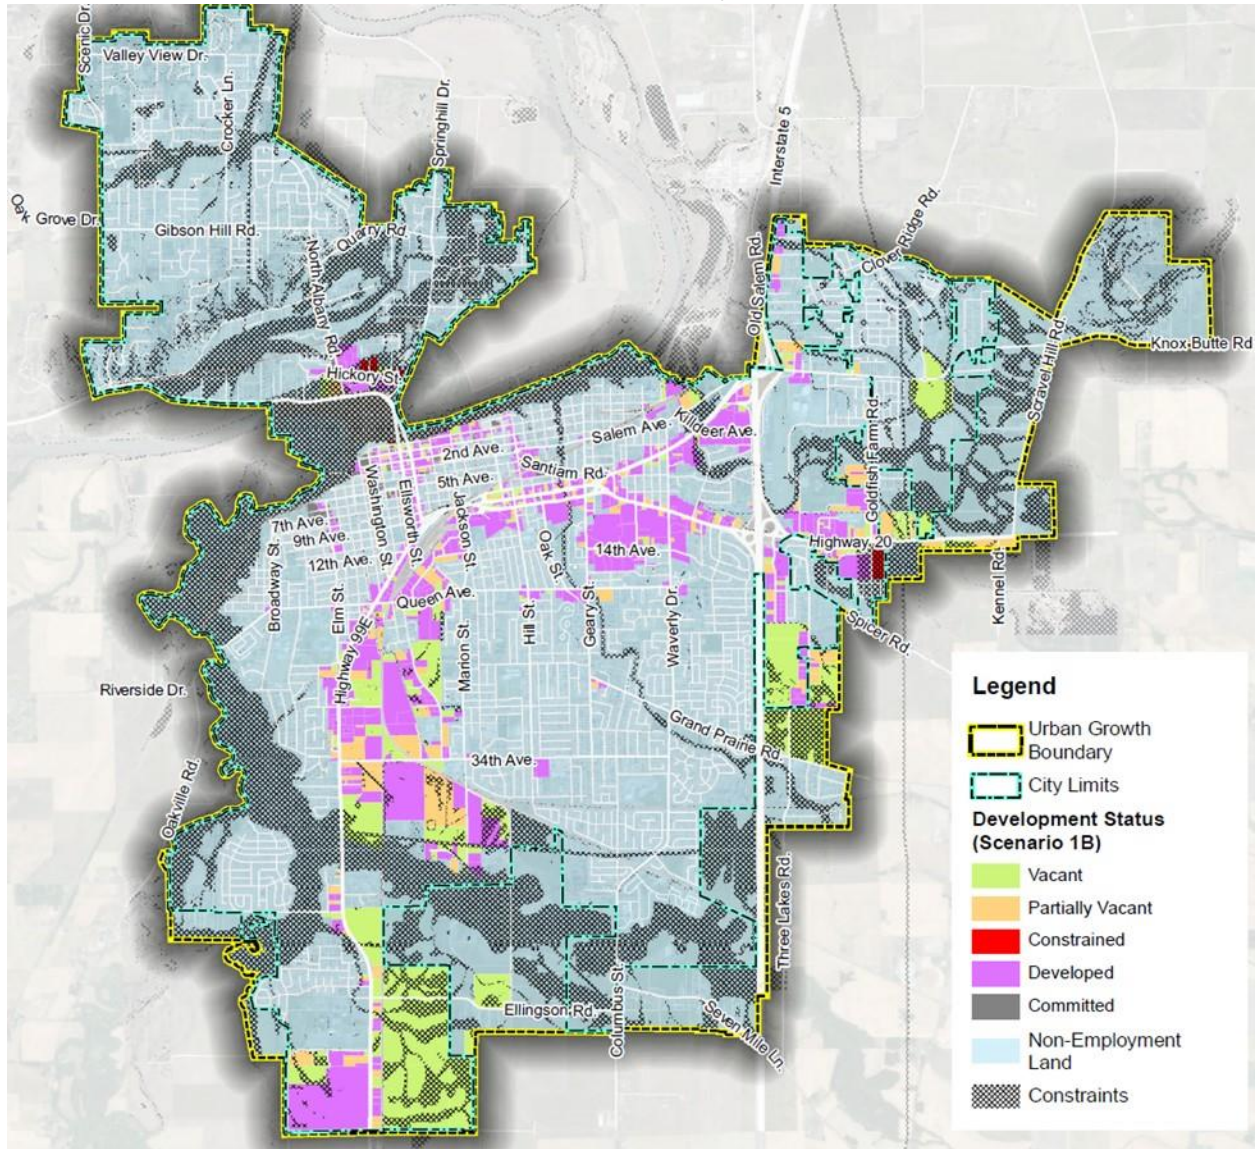 Scenic Dr.
Valley View Dr.
Crocker Ln.
Springhill Dr.
Interstate 5
Oak Grove Dr.
Gibson Hill Rd.
North Albany Rd.
Quarry Rd.
Clover Ridge Rd.
Old Salem Rd.
Knox Butte Rd
Scravel Hill Rd.
Hickory St.
Killdeer Ave.
Salem Ave.
2nd Ave.
Santiam Rd.
5th Ave.
Goldfish Farm Rd.
Washington St.
Ellsworth St.
Jackson St.
7th Ave.
9th Ave.
12th Ave.
Oak St.
14th Ave.
Highway 20
Kennel Rd.
Broadway St.
Elm St.
Queen Ave.
Highway 99E
Marion St.
Hill St.
Geary St.
Waverly Dr.
Spicer Rd.
Riverside Dr.
Grand Prairie Rd.
34th Ave.
Oakville Rd.
Three Lakes Rd.
Ellingson Rd.
Columbus St.
Seven Mile Ln.
Legend
Urban Growth
Boundary
City Limits
Development Status
(Scenario 1B)
Vacant
Partially Vacant
Constrained
Developed
Committed
Non-Employment
Land
Constraints